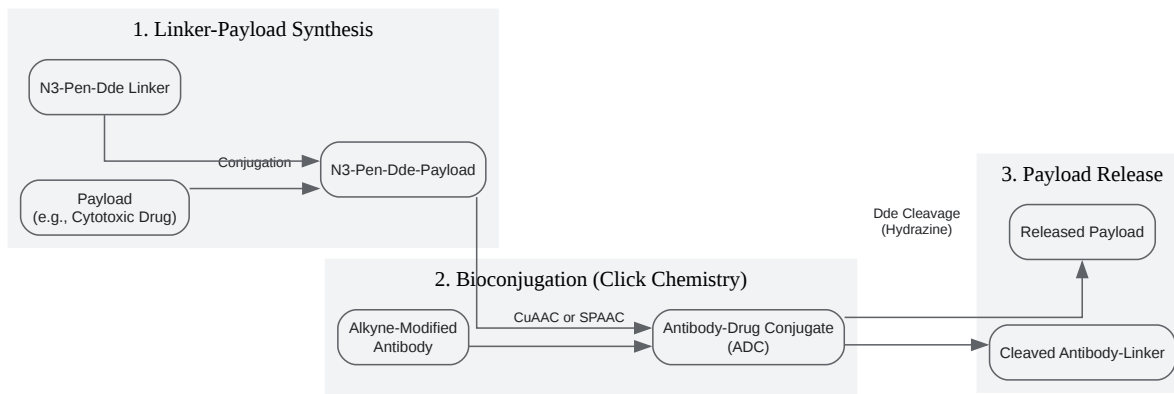 1. Linker-Payload Synthesis
N3-Pen-Dde Linker
Conjugation
N3-Pen-Dde-Payload
Payload
(e.g., Cytotoxic Drug)
2. Bioconjugation (Click Chemistry)
Alkyne-Modified
Antibody
CuAAC or SPAAC
Antibody-Drug Conjugate
(ADC)
Dde Cleavage
(Hydrazine)
3. Payload Release
Released Payload
Cleaved Antibody-Linker